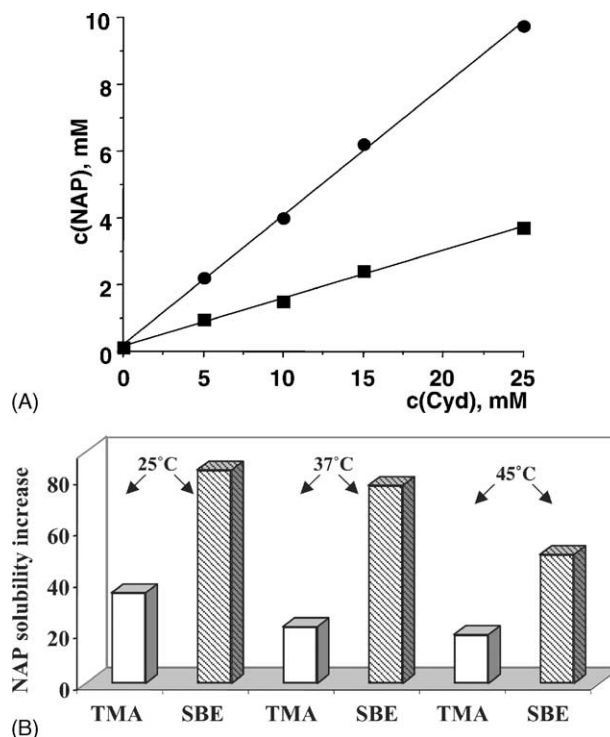 10
8
6
4
2
0
c(NAP), mM
0 5 10 15 20 25
c(Cyd), mM
(A)
NAP solubility increase
80
60
40
20
0
25°C 37°C 45°C
TMA SBE TMA SBE TMA SBE
(B)